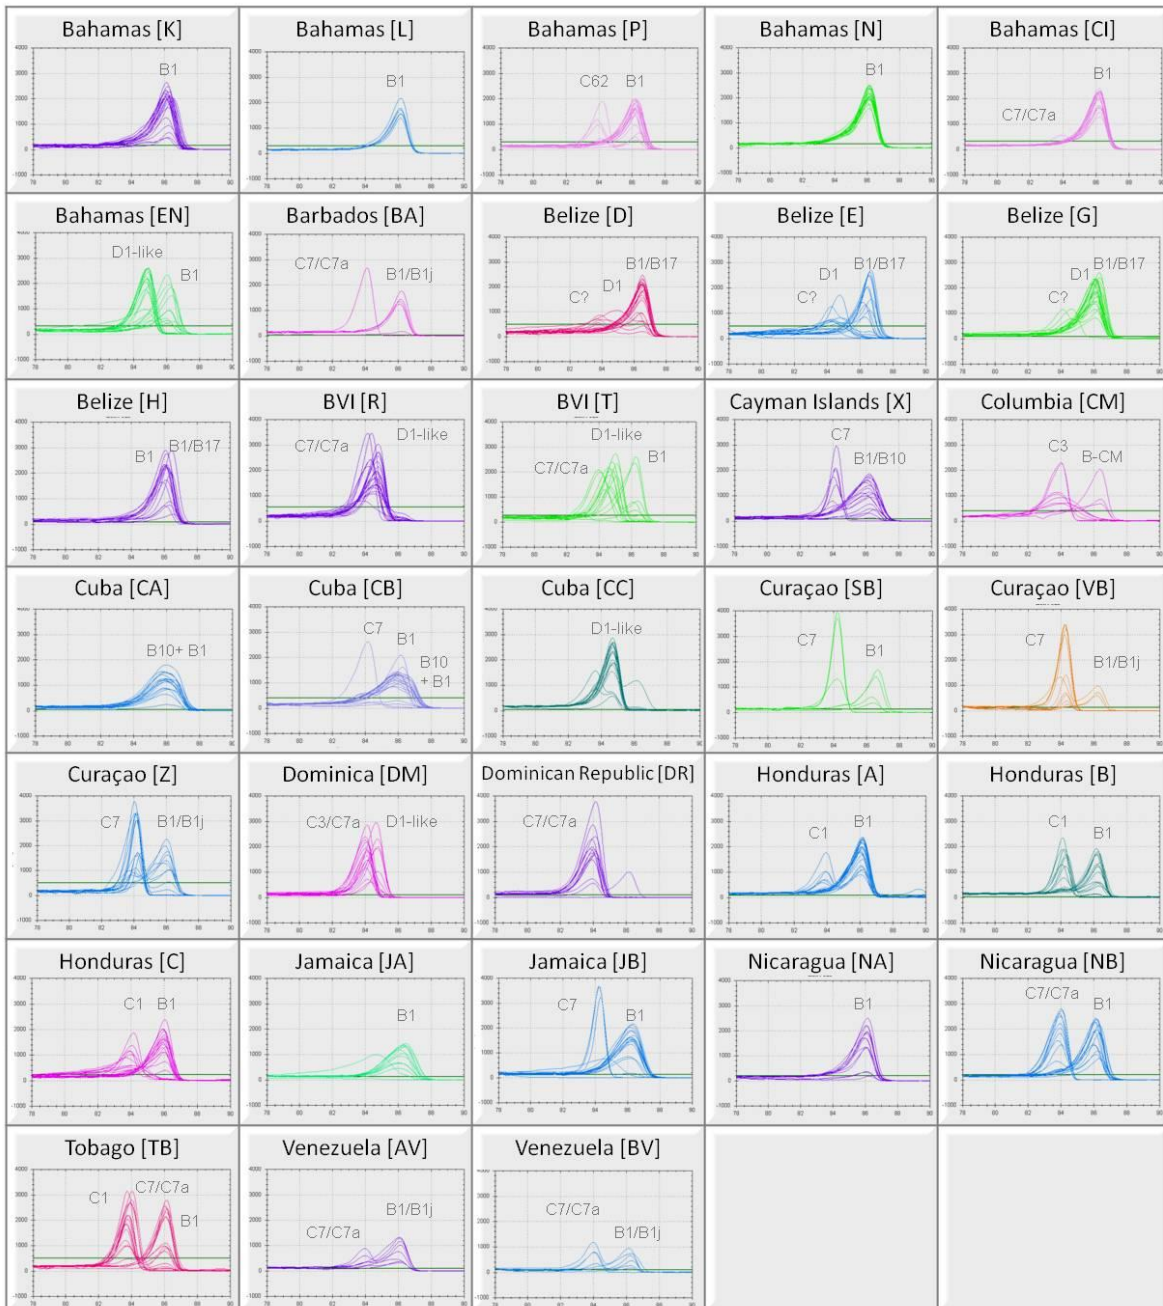 Bahamas [K]
B1
Bahamas [L]
B1
Bahamas [P]
C62 B1
Bahamas [N]
B1
Bahamas [CI]
B1
C7/C7a
Bahamas [EN]
D1-like
B1
Barbados [BA]
C7/C7a
B1/B1j
Belize [D]
B1/B17
D1
C?
Belize [E]
D1 B1/B17
C?
Belize [G]
B1/B17
D1
C?
Belize [H]
B1/B17
B1
BVI [R]
C7/C7a D1-like
BVI [T]
D1-like
C7/C7a B1
Cayman Islands [X]
C7
B1/B10
Columbia [CM]
C3
B-CM
Cuba [CA]
B10+ B1
Cuba [CB]
C7 B1
B10
+ B1
Cuba [CC]
D1-like
Curaçao [SB]
C7 B1
Curaçao [VB]
C7
B1/B1j
Curaçao [Z]
C7 B1/B1j
Dominica [DM]
C3/C7a D1-like
Dominican Republic [DR]
C7/C7a
Honduras [A]
C1 B1
Honduras [B]
C1 B1
Honduras [C]
C1 B1
Jamaica [JA]
B1
Jamaica [JB]
C7
B1
Nicaragua [NA]
B1
Nicaragua [NB]
C7/C7a
B1
Tobago [TB]
C7/C7a
C1
B1
Venezuela [AV]
B1/B1j
C7/C7a
Venezuela [BV]
C7/C7a
B1/B1j